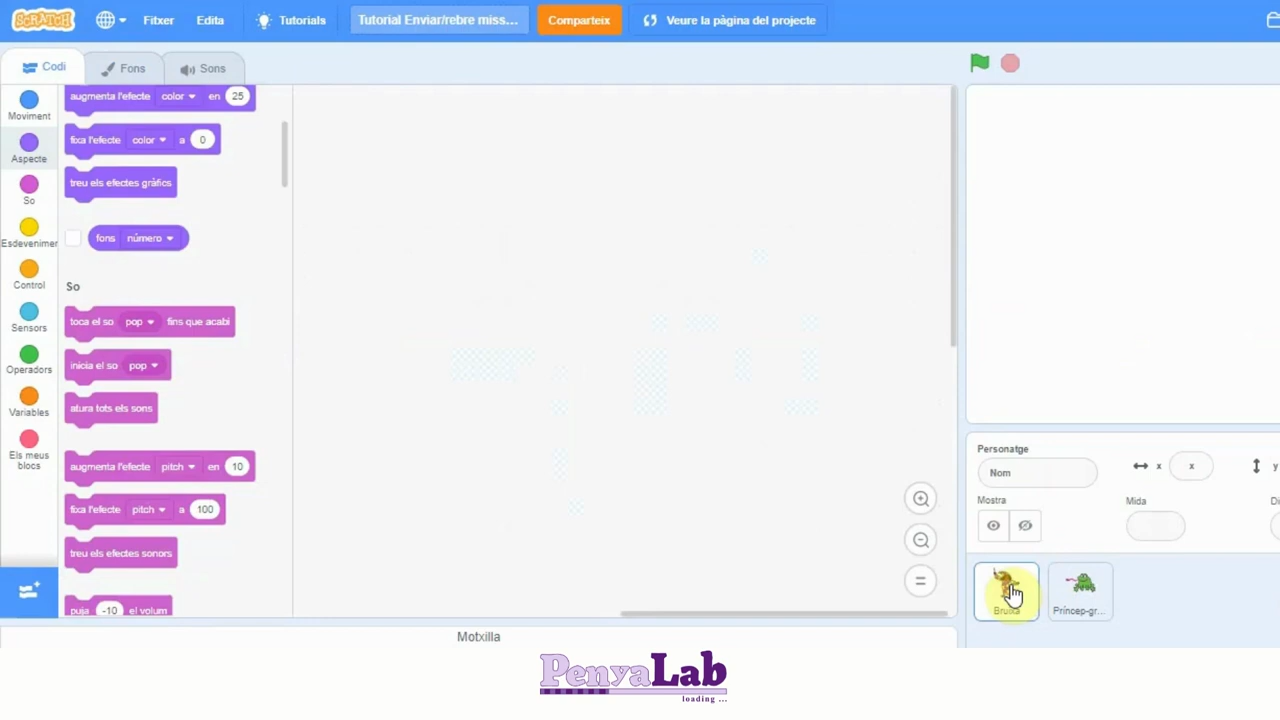 SCRATCH
Fitxer
Edita
Tutorials
Tutorial Enviar/rebre miss...
Comparteix
Veure la pàgina del projecte
Codi
Fons
Sons
Moviment
Aspecte
So
Esdevenimer
Control
Sensors
Operadors
Variables
Els meus
blocs
augmenta l'efecte color en 25
fixa l'efecte color a 0
treu els efectes gràfics
fons número
So
toca el so pop fins que acabi
inicia el so pop
atura tots els sons
augmenta l'efecte pitch en 10
fixa l'efecte pitch a 100
treu els efectes sonors
puja -10 el volum
Personatge
Nom
x
x
y
Mostra
Mida
Di
Bruixa
Príncep-gr...
Motxilla
PenyaLab
loading ...